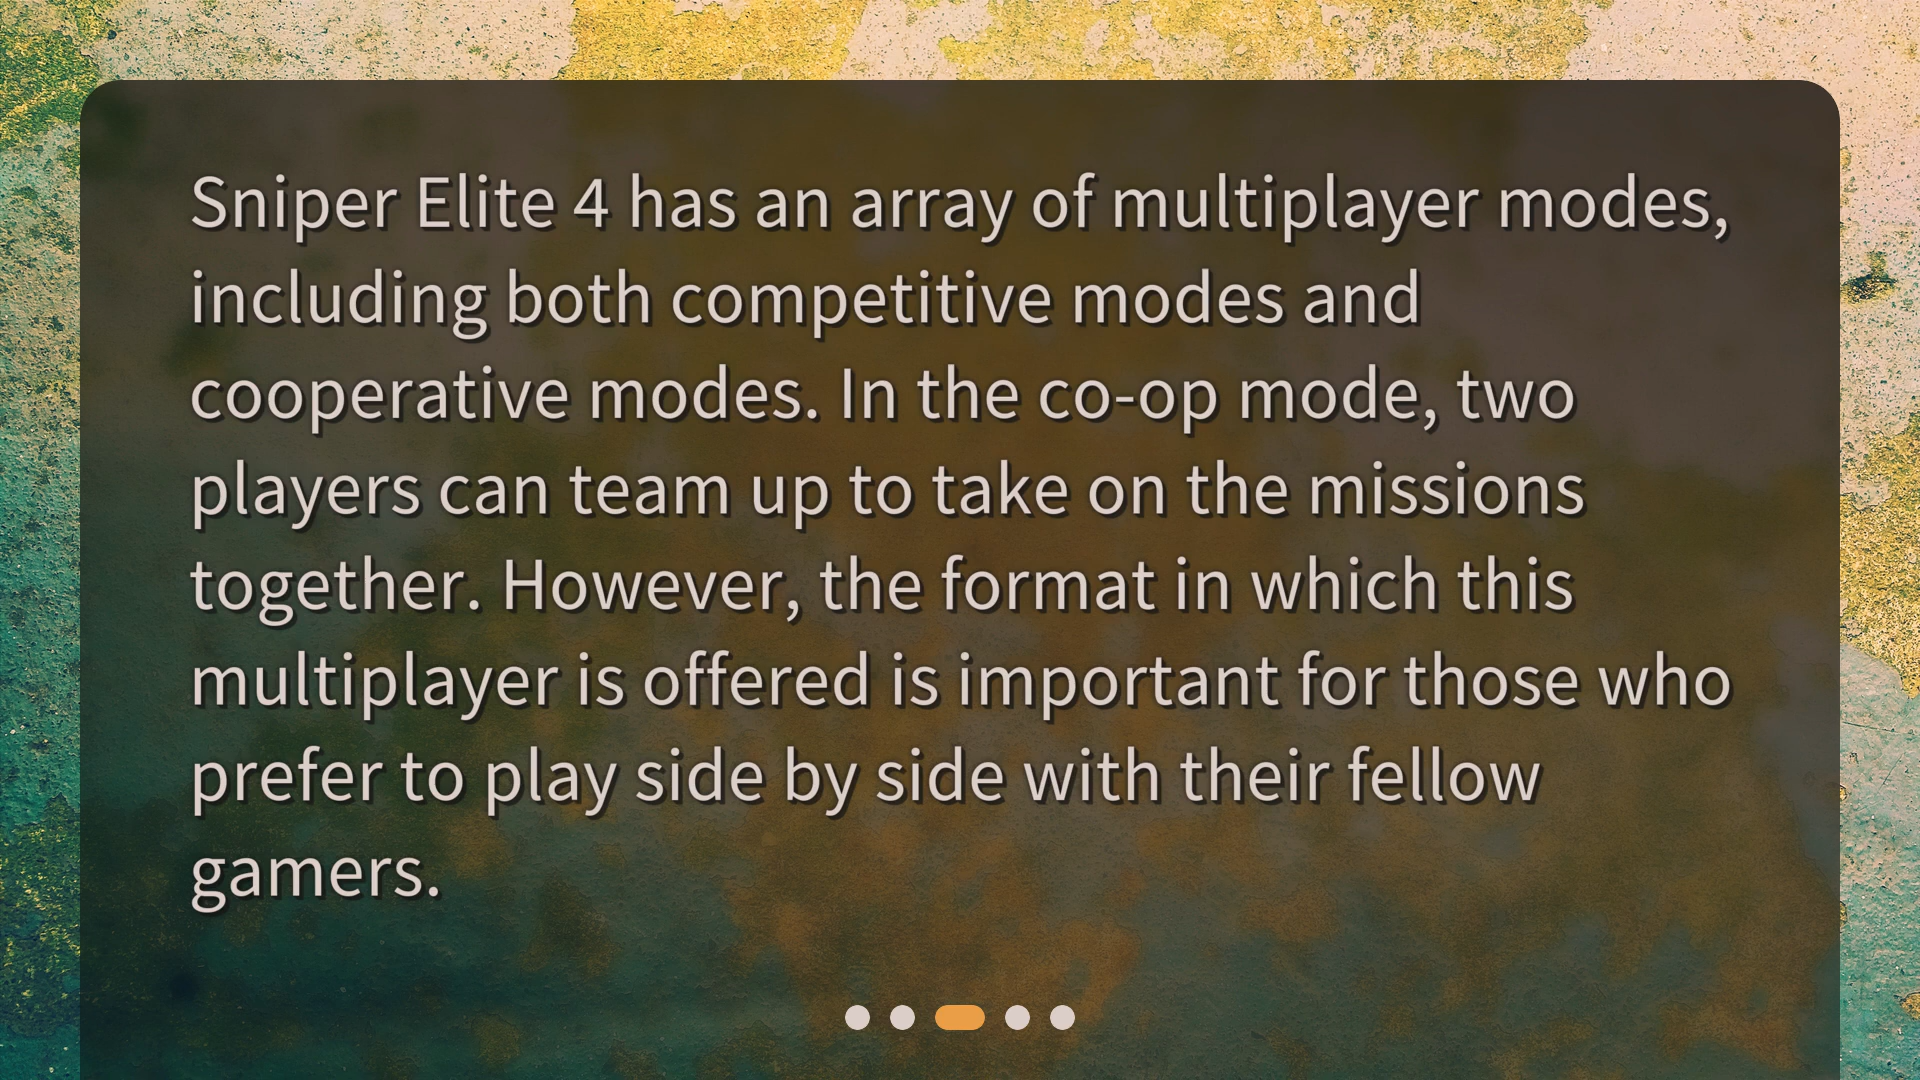 Sniper Elite 4 has an array of multiplayer modes,
including both competitive modes and
cooperative modes. In the co-op mode, two
players can team up to take on the missions
together. However, the format in which this
multiplayer is offered is important for those who
prefer to play side by side with their fellow
gamers.